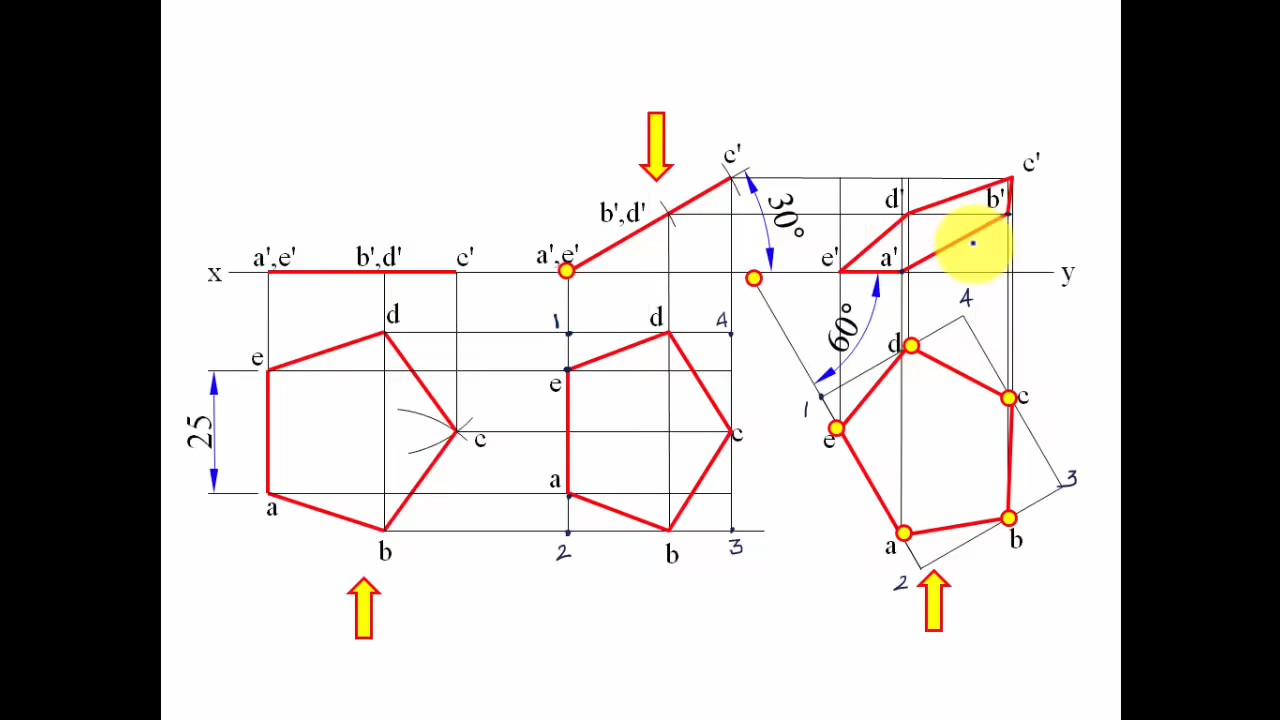 a',e' b',d' c'
x
d
e
25
a
c
b
c'
b',d'
a',e'
30°
1 d 4
e
a
c
2 b 3
c'
d' b'
e' a'
y
60°
4
d
1
e
c
3
a
b
2